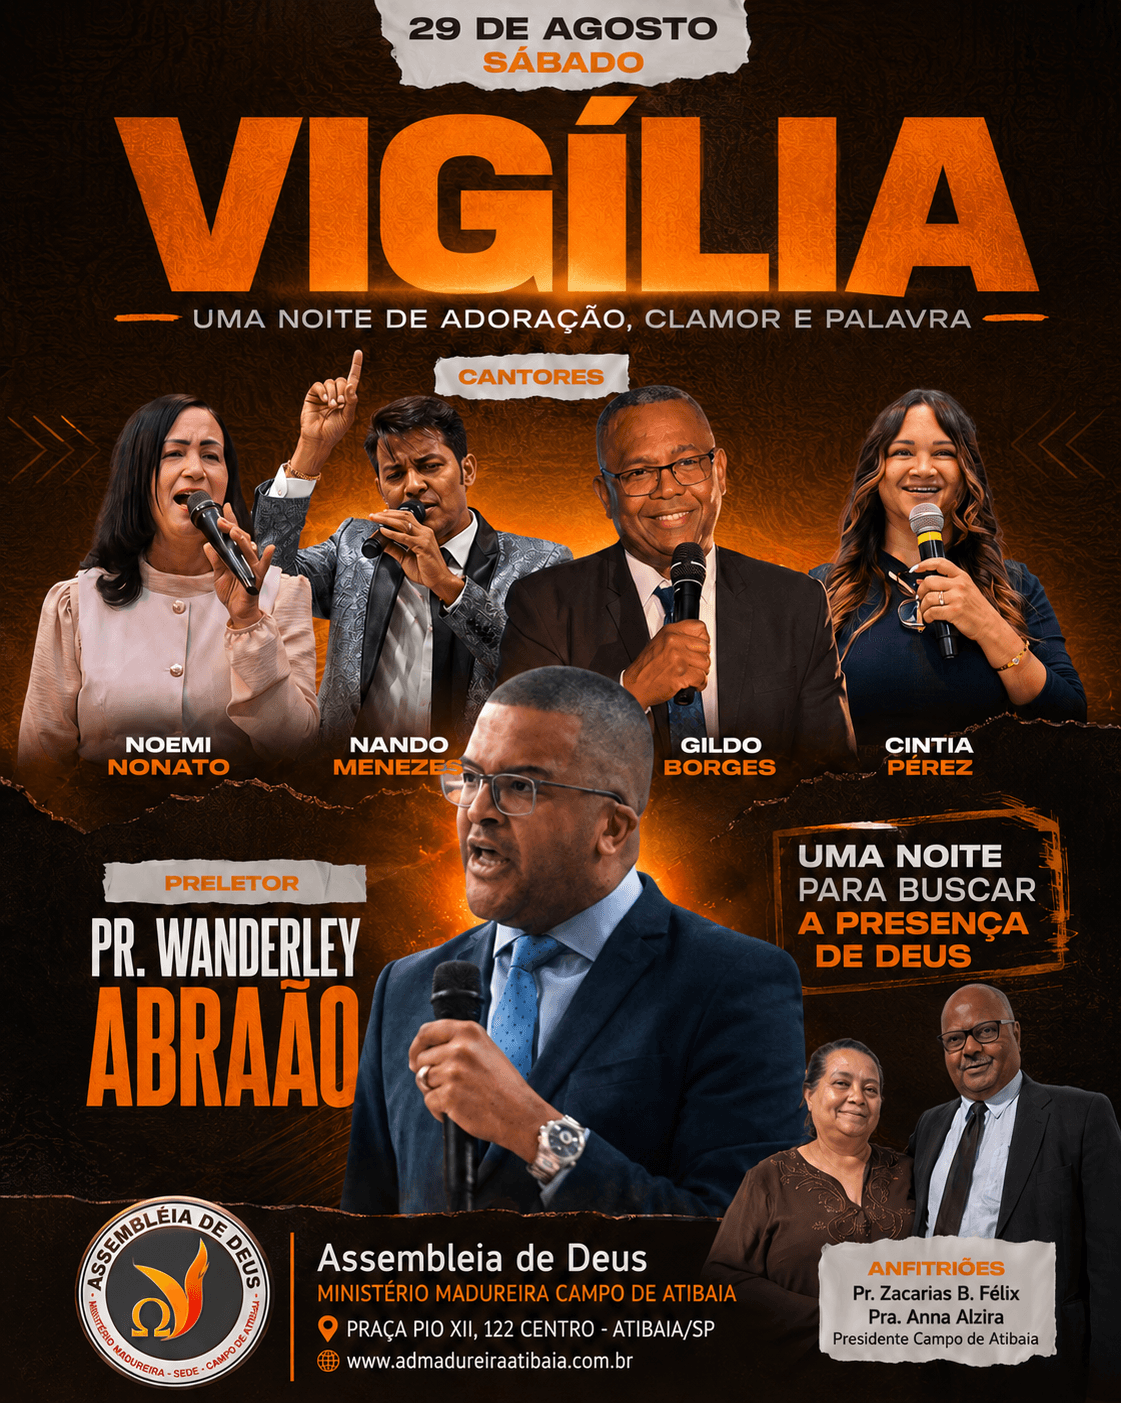 29 DE AGOSTO
SÁBADO
VIGÍLIA
UMA NOITE DE ADORAÇÃO, CLAMOR E PALAVRA
CANTORES
NOEMI
NONATO
NANDO
MENEZES
GILDO
BORGES
CINTIA
PÉREZ
PRELETOR
PR. WANDERLEY
ABRAÃO
UMA NOITE
PARA BUSCAR
A PRESENÇA
DE DEUS
ASSEMBLÉIA DE DEUS
MINISTÉRIO MADUREIRA - SEDE - CAMPO DE ATIBAIA
Assembleia de Deus
MINISTÉRIO MADUREIRA CAMPO DE ATIBAIA
PRAÇA PIO XII, 122 CENTRO - ATIBAIA/SP
www.admadureiraatibaia.com.br
ANFITRIÕES
Pr. Zacarias B. Félix
Pra. Anna Alzira
Presidente Campo de Atibaia